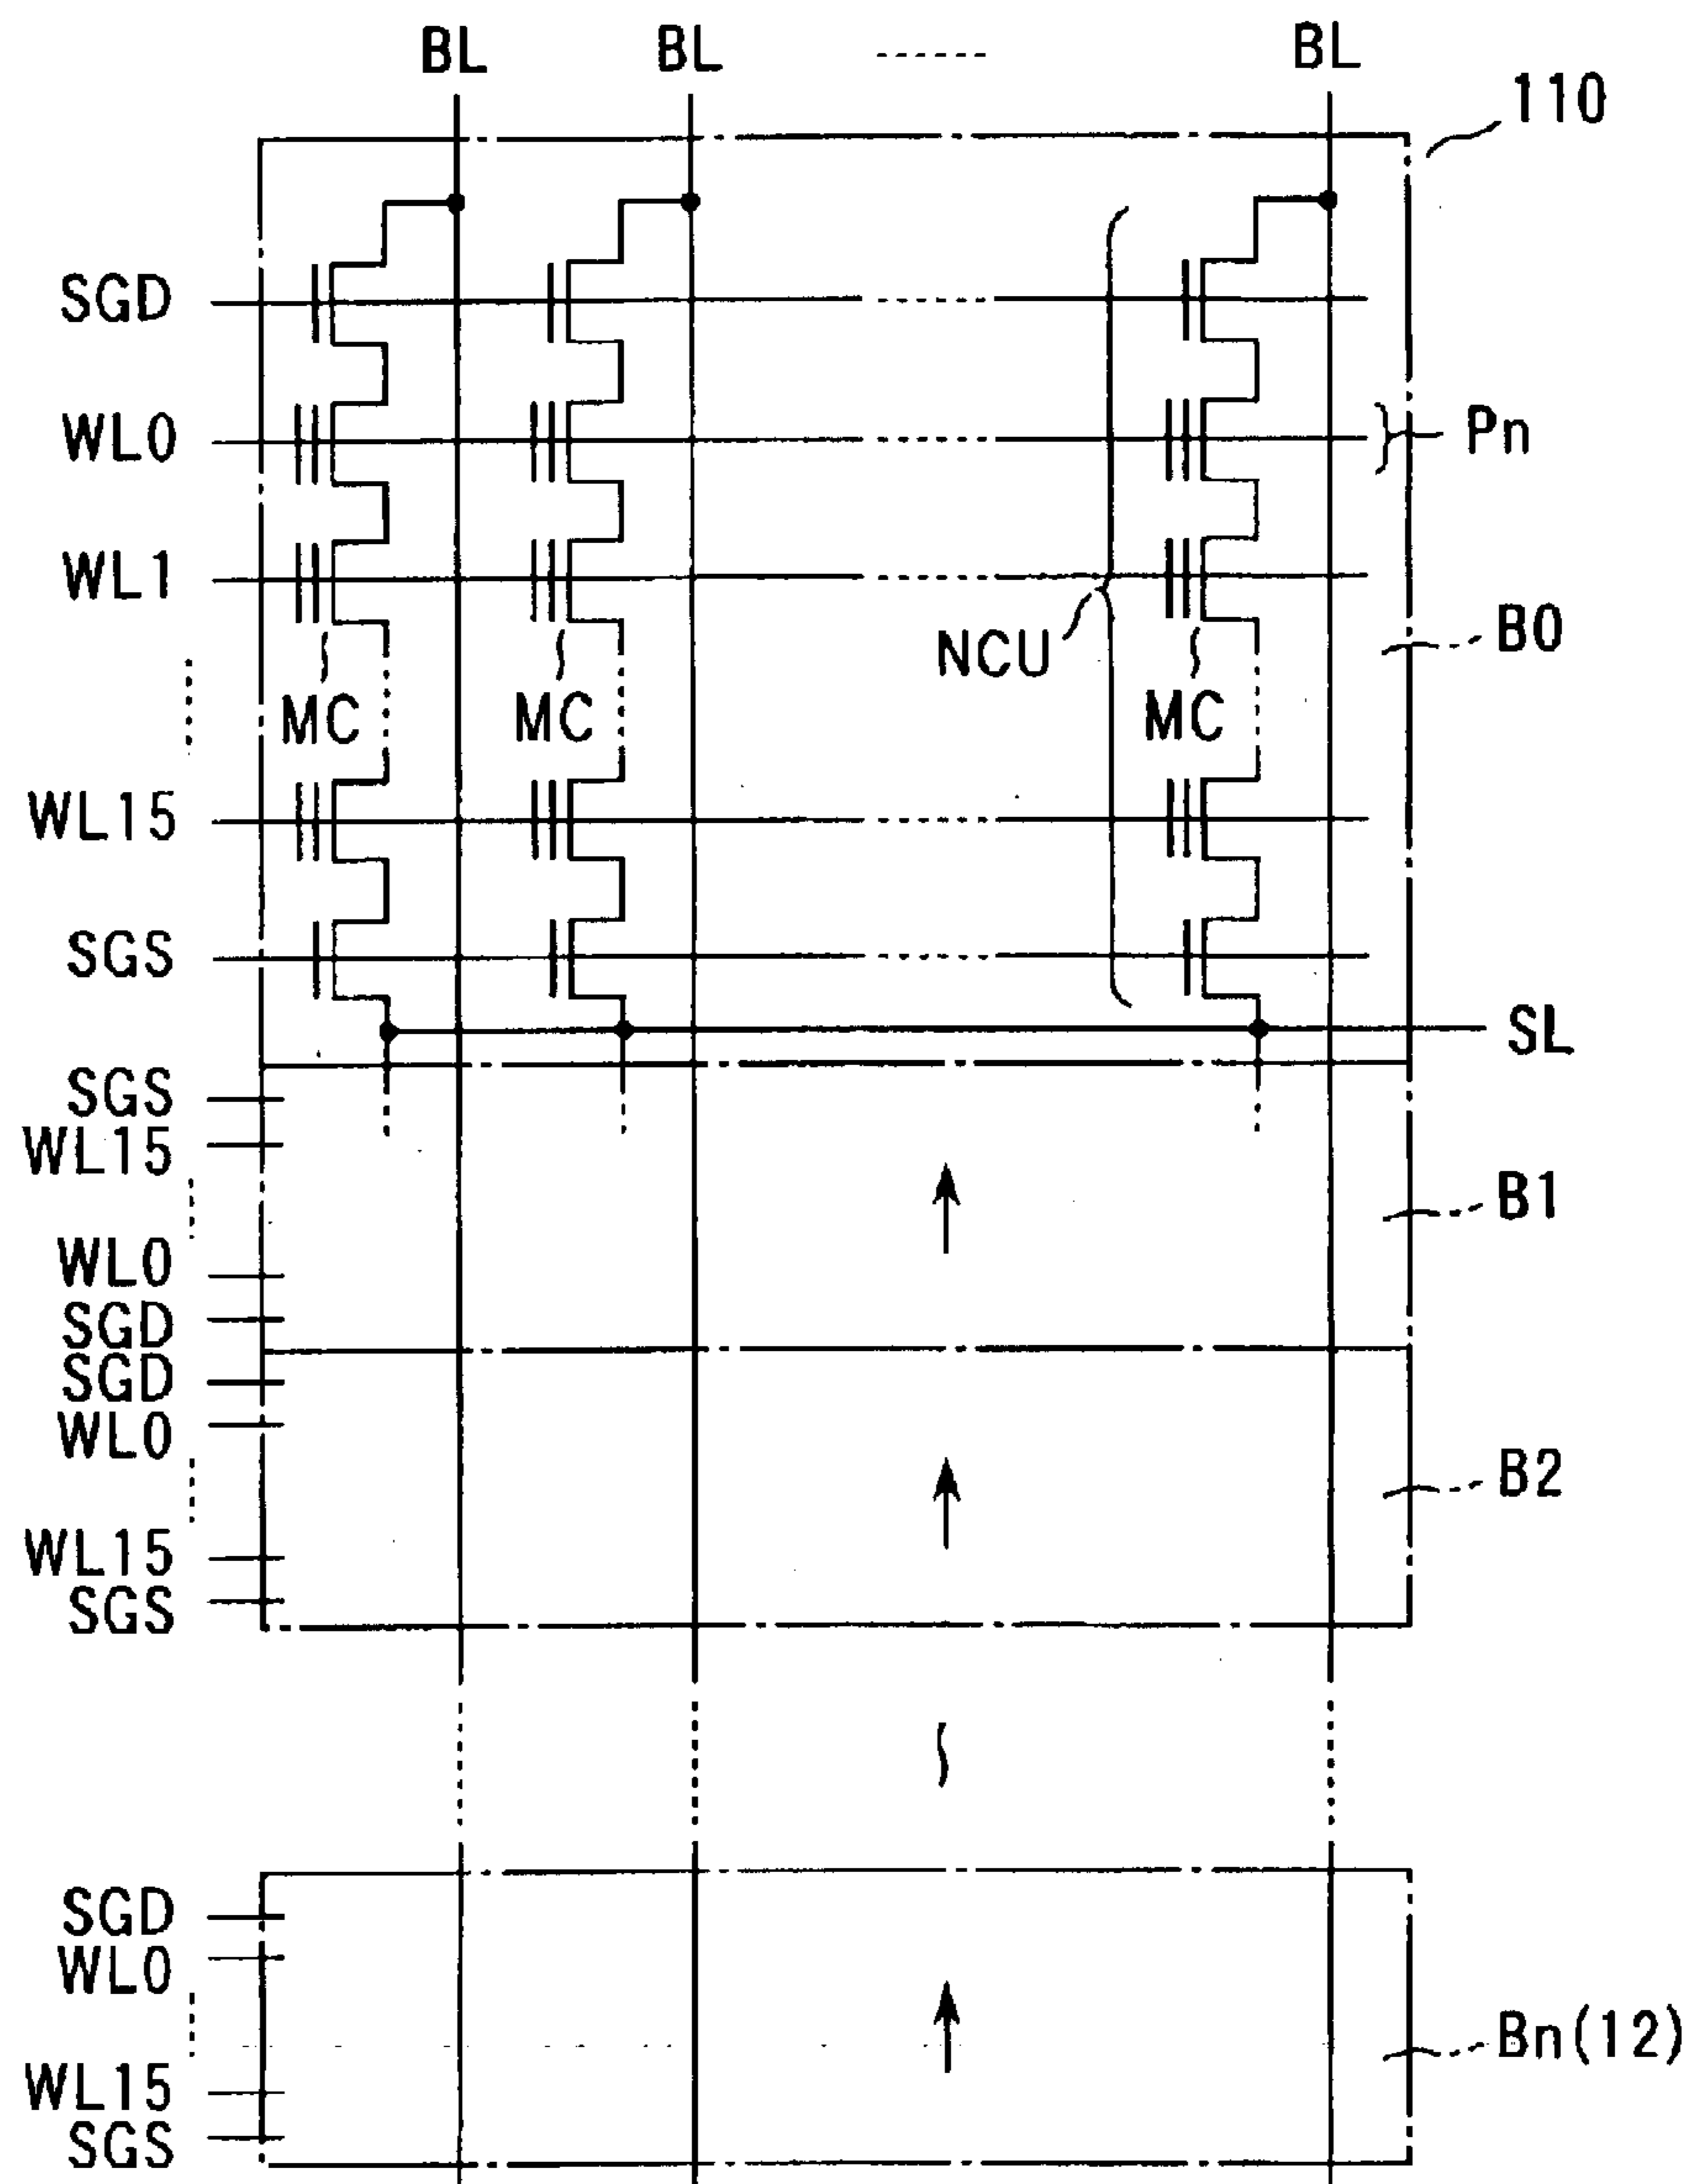 BL BL BL
110
SGD
WL0 Pn
WL1
NCU B0
MC MC MC
WL15
SGS
SL
SGS
WL15
B1
WL0
SGD
SGD
WL0
B2
WL15
SGS
SGD
WL0
Bn(12)
WL15
SGS